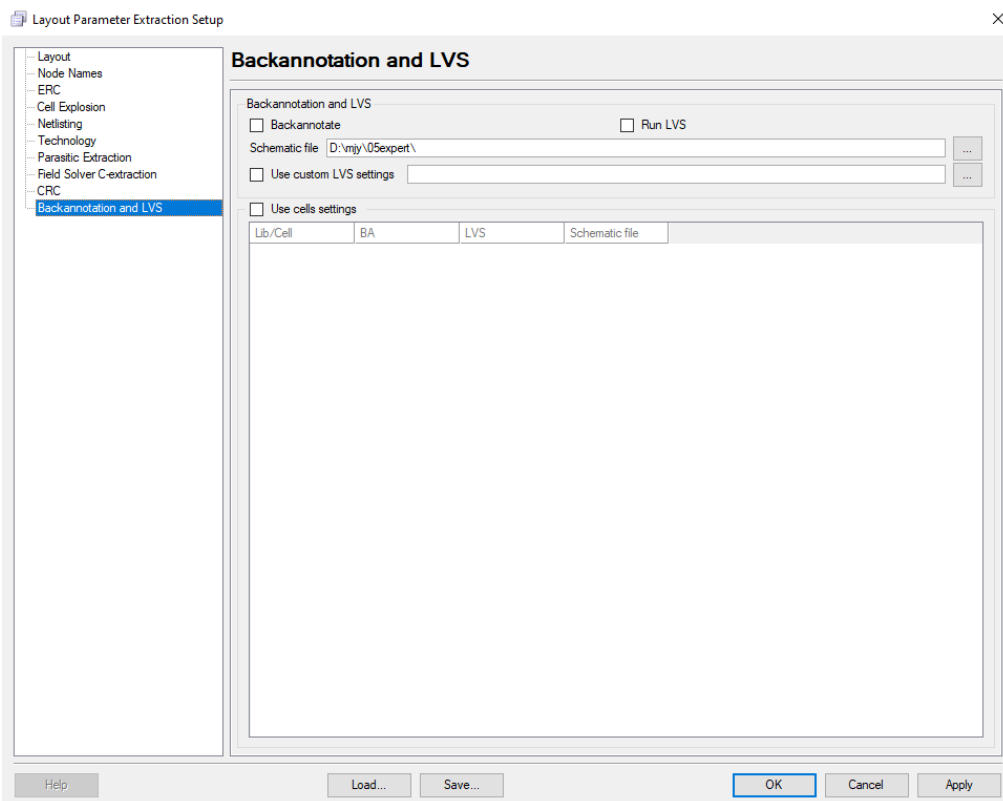 Layout Parameter Extraction Setup
Layout
Node Names
ERC
Cell Explosion
Netlisting
Technology
Parasitic Extraction
Field Solver C-extraction
CRC
Backannotation and LVS
Backannotation and LVS
Backannotation and LVS
Backannotate
Run LVS
Schematic file D:\mjy\05expert\
...
Use custom LVS settings
...
Use cells settings
Lib/Cell BA LVS Schematic file
Help Load... Save... OK Cancel Apply